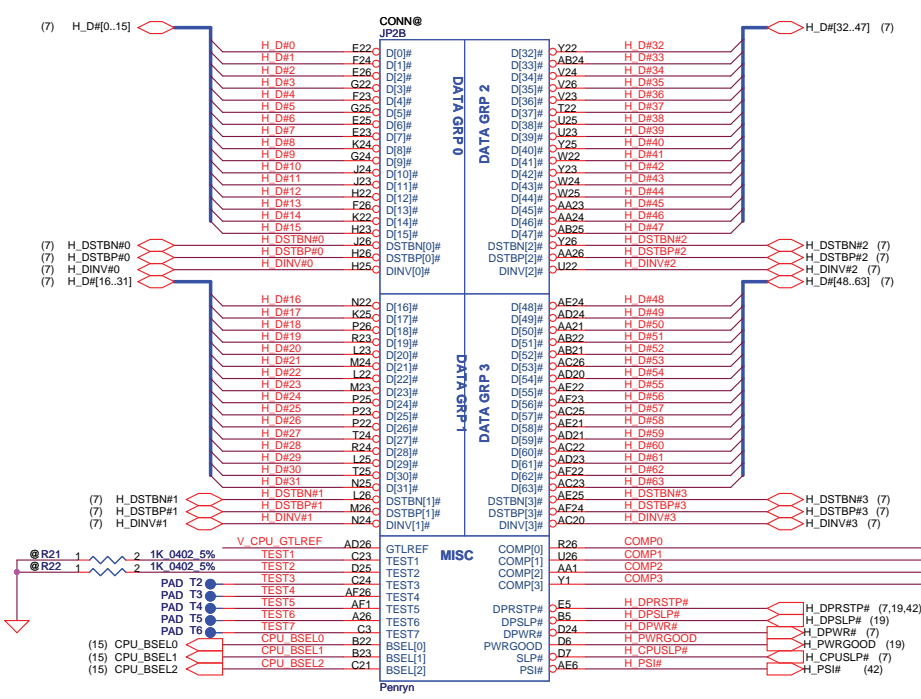 CONN@
JP2B
(7) H_D#[0..15] H_D#[32..47] (7)
H_D#0 E22 D[0]# D[32]# Y22 H_D#32
H_D#1 F24 D[1]# D[33]# AB24 H_D#33
H_D#2 E26 D[2]# D[34]# V24 H_D#34
H_D#3 G22 D[3]# D[35]# V26 H_D#35
H_D#4 F23 D[4]# D[36]# V23 H_D#36
H_D#5 G25 D[5]# D[37]# T22 H_D#37
H_D#6 E25 D[6]# D[38]# U25 H_D#38
H_D#7 E23 D[7]# D[39]# U23 H_D#39
H_D#8 K24 D[8]# D[40]# Y25 H_D#40
H_D#9 G24 D[9]# D[41]# W22 H_D#41
H_D#10 J24 D[10]# D[42]# Y23 H_D#42
H_D#11 J23 D[11]# D[43]# W24 H_D#43
H_D#12 H22 D[12]# D[44]# W25 H_D#44
H_D#13 F26 D[13]# D[45]# AA23 H_D#45
H_D#14 K22 D[14]# D[46]# AA24 H_D#46
H_D#15 H23 D[15]# D[47]# AB25 H_D#47
DATA GRP 0
DATA GRP 2
(7) H_DSTBN#0 H_DSTBN#0 J26 DSTBN[0]# DSTBN[2]# Y26 H_DSTBN#2 H_DSTBN#2 (7)
(7) H_DSTBP#0 H_DSTBP#0 H26 DSTBP[0]# DSTBP[2]# AA26 H_DSTBP#2 H_DSTBP#2 (7)
(7) H_DINV#0 H_DINV#0 H25 DINV[0]# DINV[2]# U22 H_DINV#2 H_DINV#2 (7)
(7) H_D#[16..31] H_D#[48..63] (7)
H_D#16 N22 D[16]# D[48]# AE24 H_D#48
H_D#17 K25 D[17]# D[49]# AD24 H_D#49
H_D#18 P26 D[18]# D[50]# AA21 H_D#50
H_D#19 R23 D[19]# D[51]# AB22 H_D#51
H_D#20 L23 D[20]# D[52]# AB21 H_D#52
H_D#21 M24 D[21]# D[53]# AC26 H_D#53
H_D#22 L22 D[22]# D[54]# AD20 H_D#54
H_D#23 M23 D[23]# D[55]# AE22 H_D#55
H_D#24 P25 D[24]# D[56]# AF23 H_D#56
H_D#25 P23 D[25]# D[57]# AC25 H_D#57
H_D#26 P22 D[26]# D[58]# AE21 H_D#58
H_D#27 T24 D[27]# D[59]# AD21 H_D#59
H_D#28 R24 D[28]# D[60]# AC22 H_D#60
H_D#29 L25 D[29]# D[61]# AD23 H_D#61
H_D#30 T25 D[30]# D[62]# AF22 H_D#62
H_D#31 N25 D[31]# D[63]# AC23 H_D#63
DATA GRP 1
DATA GRP 3
(7) H_DSTBN#1 H_DSTBN#1 L26 DSTBN[1]# DSTBN[3]# AE25 H_DSTBN#3 H_DSTBN#3 (7)
(7) H_DSTBP#1 H_DSTBP#1 M26 DSTBP[1]# DSTBP[3]# AF24 H_DSTBP#3 H_DSTBP#3 (7)
(7) H_DINV#1 H_DINV#1 N24 DINV[1]# DINV[3]# AC20 H_DINV#3 H_DINV#3 (7)
V_CPU_GTLREF AD26 GTLREF MISC COMP[0] R26 COMP0
@ R21 1 2 1K_0402_5% TEST1 C23 TEST1 COMP[1] U26 COMP1
@ R22 1 2 1K_0402_5% TEST2 D25 TEST2 COMP[2] AA1 COMP2
PAD T2 TEST3 C24 TEST3 COMP[3] Y1 COMP3
PAD T3 TEST4 AF26 TEST4
PAD T4 TEST5 AF1 TEST5 DPRSTP# E5 H_DPRSTP# H_DPRSTP# (7,19,42)
PAD T5 TEST6 A26 TEST6 DPSLP# B5 H_DPSLP# H_DPSLP# (19)
PAD T6 TEST7 C3 TEST7 DPWR# D24 H_DPWR# H_DPWR# (7)
(15) CPU_BSEL0 CPU_BSEL0 B22 BSEL[0] PWRGOOD D6 H_PWRGOOD H_PWRGOOD (19)
(15) CPU_BSEL1 CPU_BSEL1 B23 BSEL[1] SLP# D7 H_CPUSLP# H_CPUSLP# (7)
(15) CPU_BSEL2 CPU_BSEL2 C21 BSEL[2] PSI# AE6 H_PSI# H_PSI# (42)
Penryn